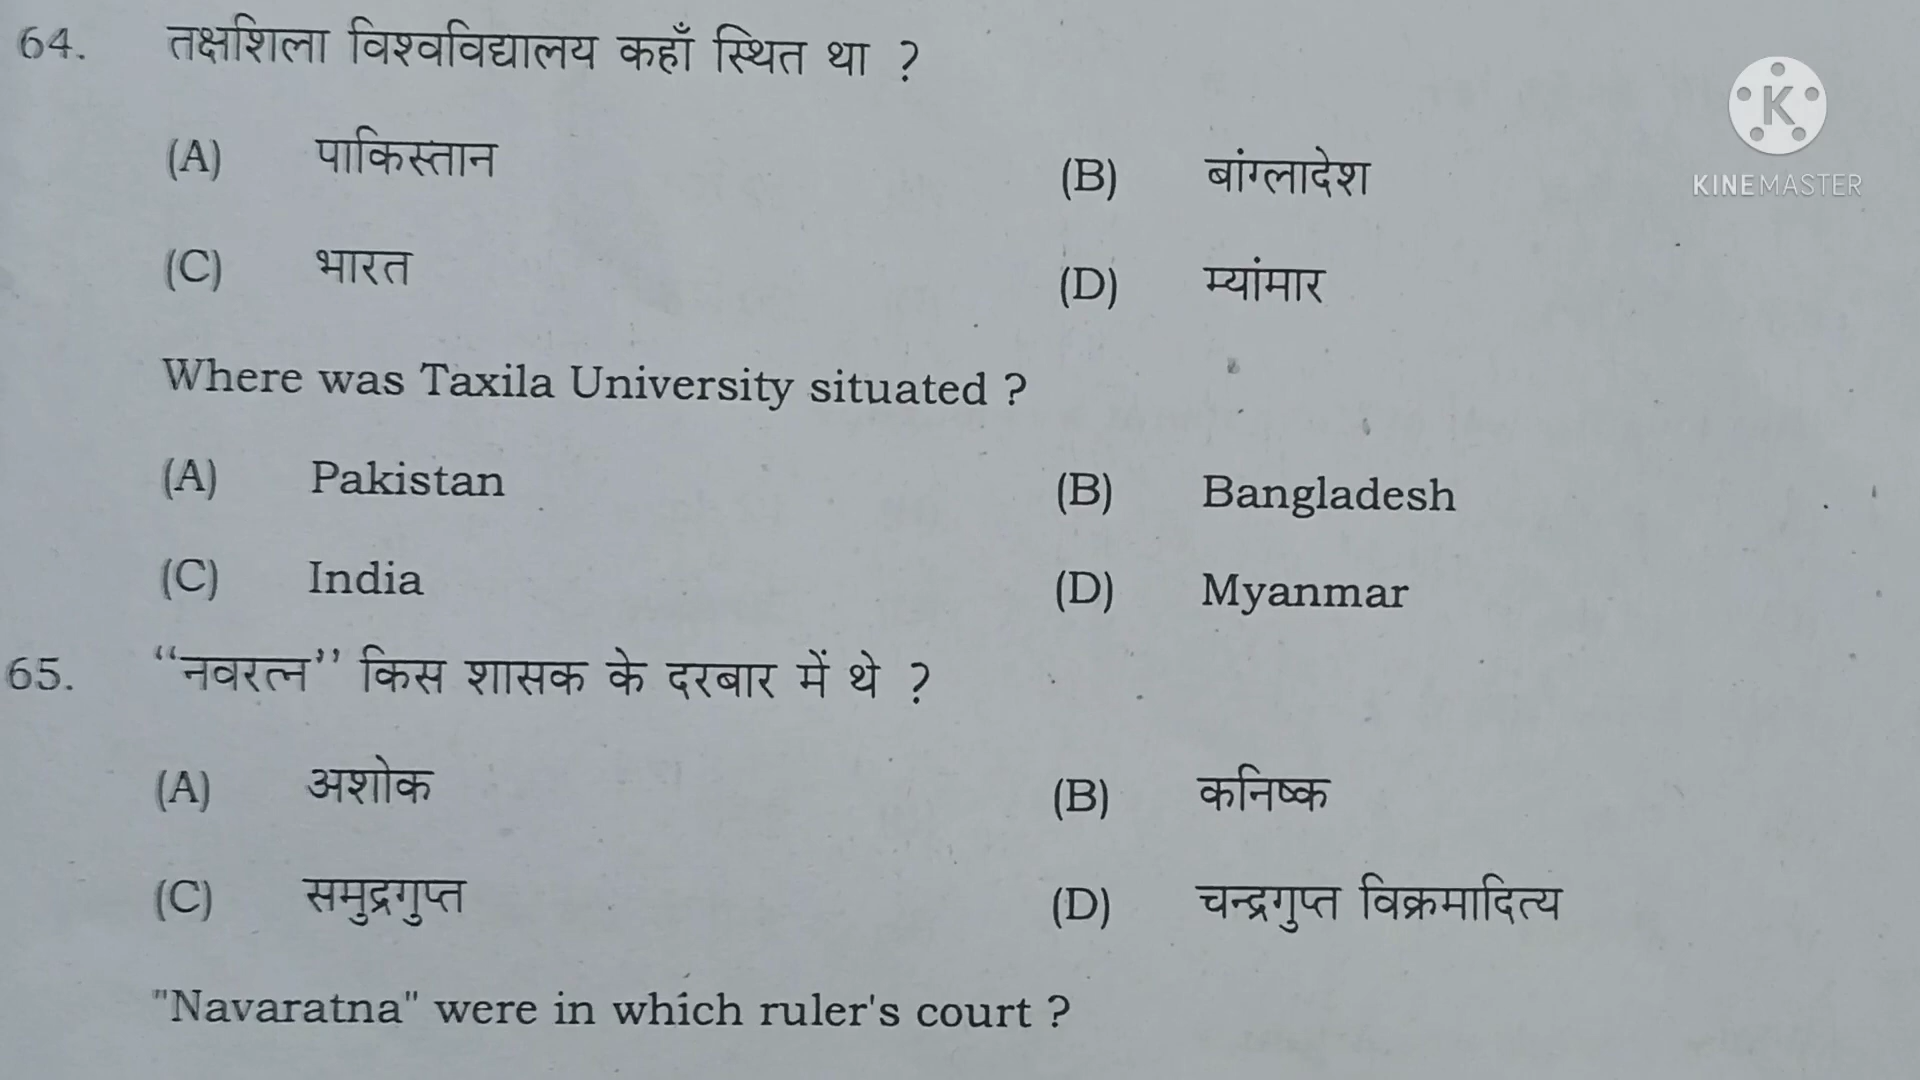 64. तक्षशिला विश्वविद्यालय कहाँ स्थित था ?
(A) पाकिस्तान (B) बांग्लादेश
(C) भारत (D) म्यांमार
Where was Taxila University situated ?
(A) Pakistan (B) Bangladesh
(C) India (D) Myanmar
65. “नवरत्न” किस शासक के दरबार में थे ?
(A) अशोक (B) कनिष्क
(C) समुद्रगुप्त (D) चन्द्रगुप्त विक्रमादित्य
"Navaratna" were in which ruler's court ?
K
KINEMASTER